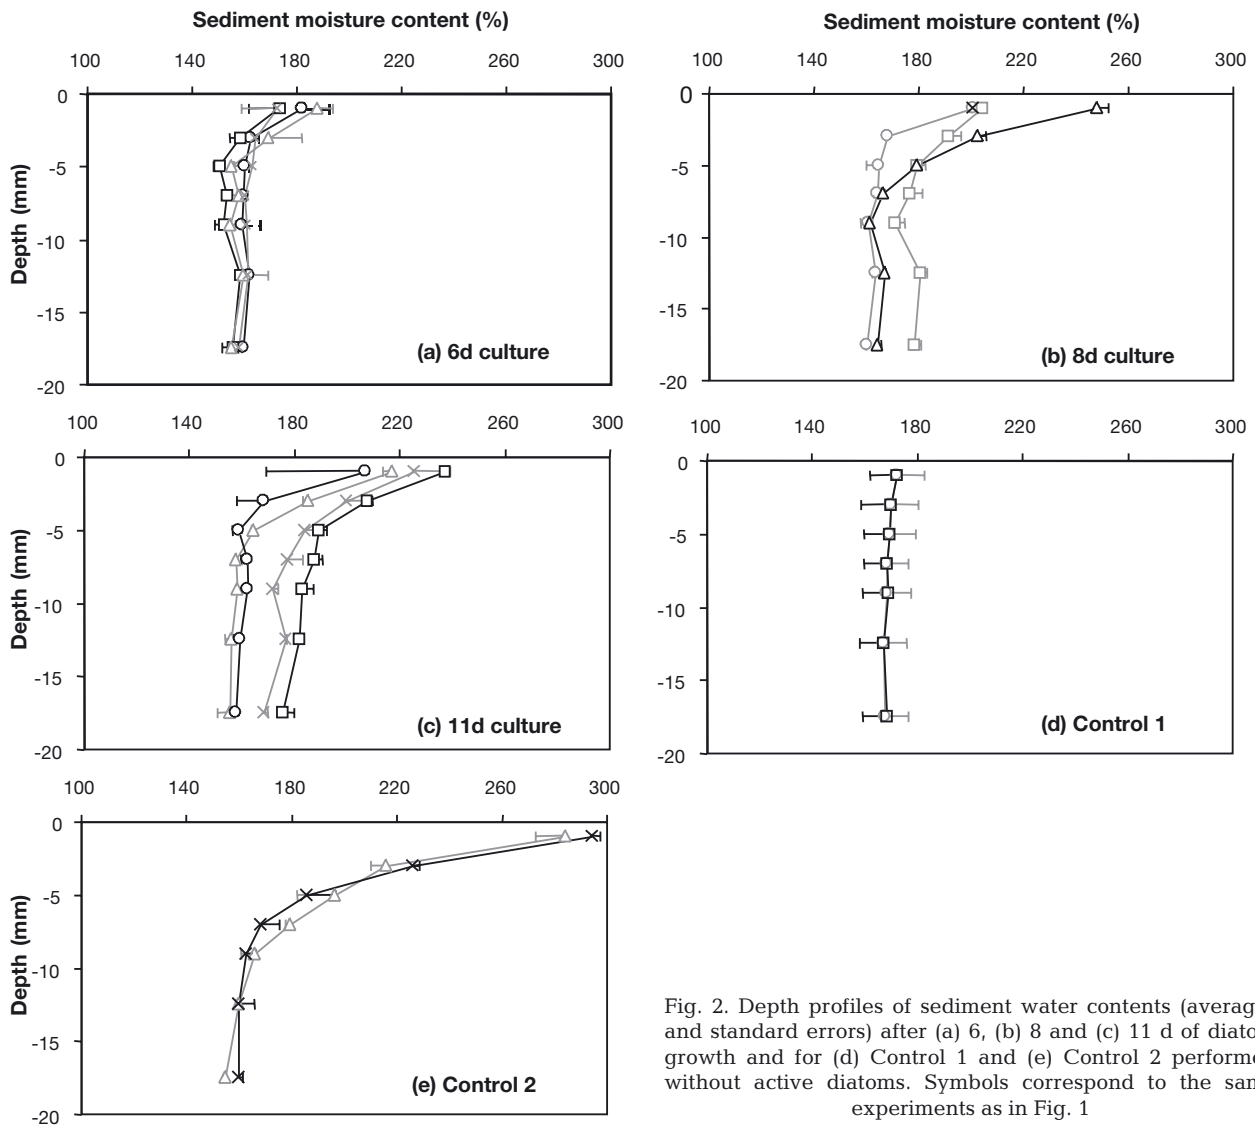 Sediment moisture content (%)
100 140 180 220 260 300
0
-5
-10
-15
-20
Depth (mm)
(a) 6d culture
Sediment moisture content (%)
100 140 180 220 260 300
0
-5
-10
-15
-20
(b) 8d culture
100 140 180 220 260 300
0
-5
-10
-15
-20
Depth (mm)
(c) 11d culture
100 140 180 220 260 300
0
-5
-10
-15
-20
(d) Control 1
100 140 180 220 260 300
0
-5
-10
-15
-20
Depth (mm)
(e) Control 2
Fig. 2. Depth profiles of sediment water contents (averag
and standard errors) after (a) 6, (b) 8 and (c) 11 d of diato
growth and for (d) Control 1 and (e) Control 2 performe
without active diatoms. Symbols correspond to the sam
experiments as in Fig. 1